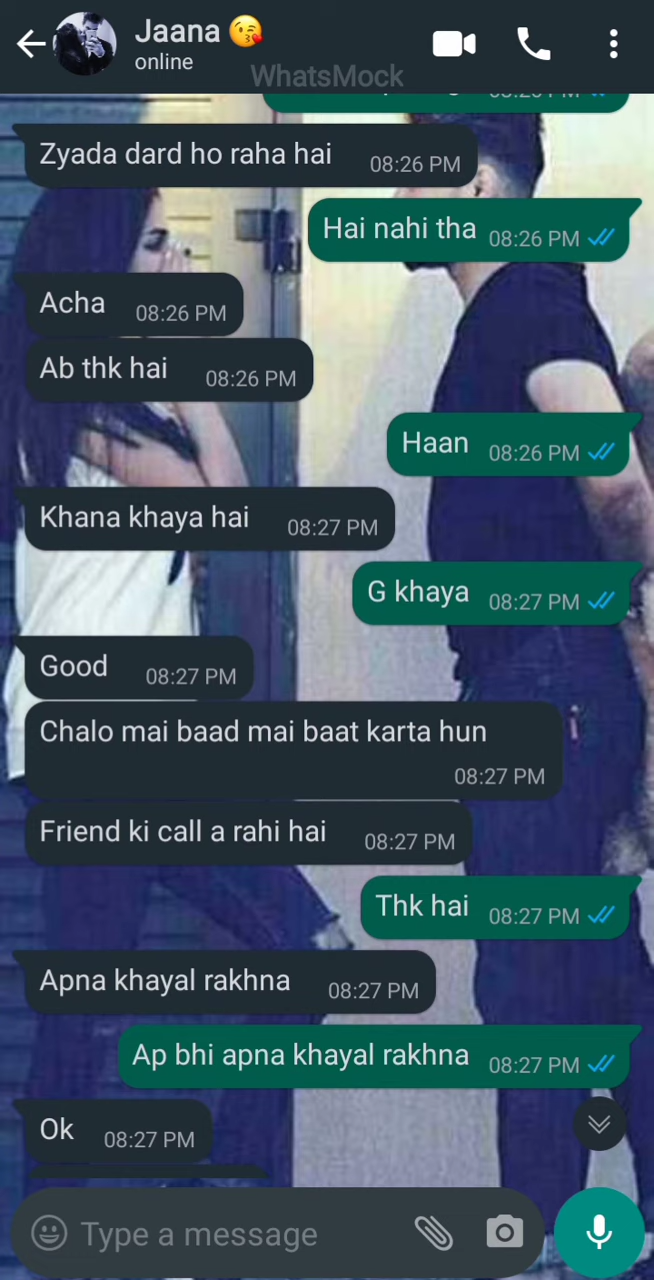 Jaana 😘
online
WhatsMock
Zyada dard ho raha hai 08:26 PM
Hai nahi tha 08:26 PM
Acha 08:26 PM
Ab thk hai 08:26 PM
Haan 08:26 PM
Khana khaya hai 08:27 PM
G khaya 08:27 PM
Good 08:27 PM
Chalo mai baad mai baat karta hun
08:27 PM
Friend ki call a rahi hai 08:27 PM
Thk hai 08:27 PM
Apna khayal rakhna 08:27 PM
Ap bhi apna khayal rakhna 08:27 PM
Ok 08:27 PM
Type a message